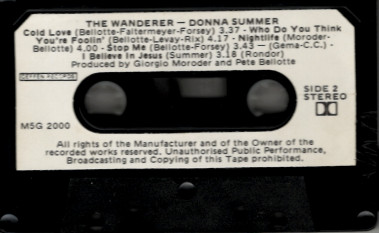 THE WANDERER — DONNA SUMMER
Cold Love (Bellotte-Faltermeyer-Forsey) 3.37 - Who Do You Think
You're Foolin' (Bellotte-Levay-Rix) 4.17 - Nightlife (Moroder-
Bellotte) 4.00 - Stop Me (Bellotte-Forsey) 3.43 — (Gema-C.C.) -
I Believe In Jesus (Summer) 3.18 (Rondor)
Produced by Giorgio Moroder and Pete Bellotte
GEFFEN RECORDS
SIDE 2
STEREO
M5G 2000
All rights of the Manufacturer and of the Owner of the
recorded works reserved. Unauthorised Public Performance,
Broadcasting and Copying of this Tape prohibited.